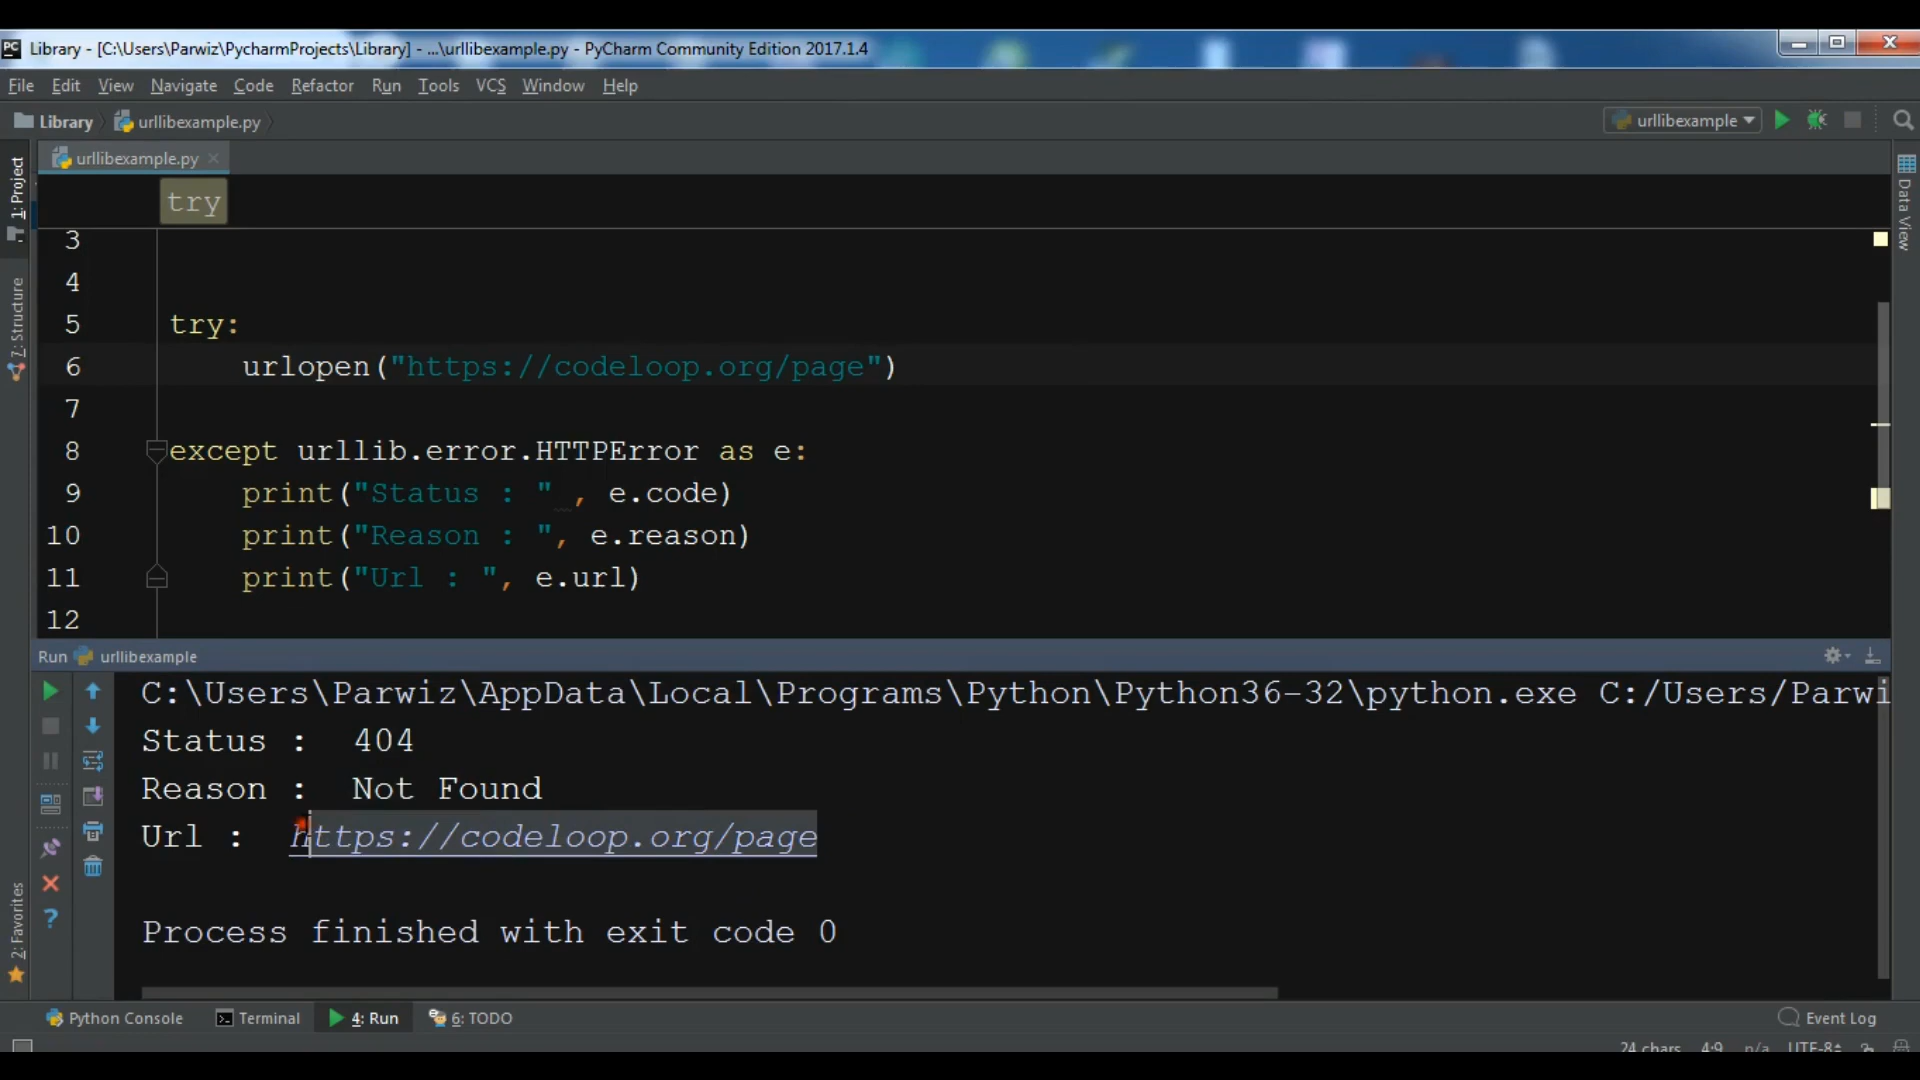 Library - [C:\Users\Parwiz\PycharmProjects\Library] - ...\urllibexample.py - PyCharm Community Edition 2017.1.4
File Edit View Navigate Code Refactor Run Tools VCS Window Help
Library urllibexample.py urllibexample
urllibexample.py
1: Project
7: Structure
2: Favorites
Data View
try
3
4
5 try:
6 urlopen("https://codeloop.org/page")
7
8 except urllib.error.HTTPError as e:
9 print("Status : " , e.code)
10 print("Reason : ", e.reason)
11 print("Url : ", e.url)
12
Run urllibexample
C:\Users\Parwiz\AppData\Local\Programs\Python\Python36-32\python.exe C:/Users/Parwi
Status : 404
Reason : Not Found
Url : https://codeloop.org/page
Process finished with exit code 0
Python Console Terminal 4: Run 6: TODO Event Log
24 chars 4:9 n/a UTF-8